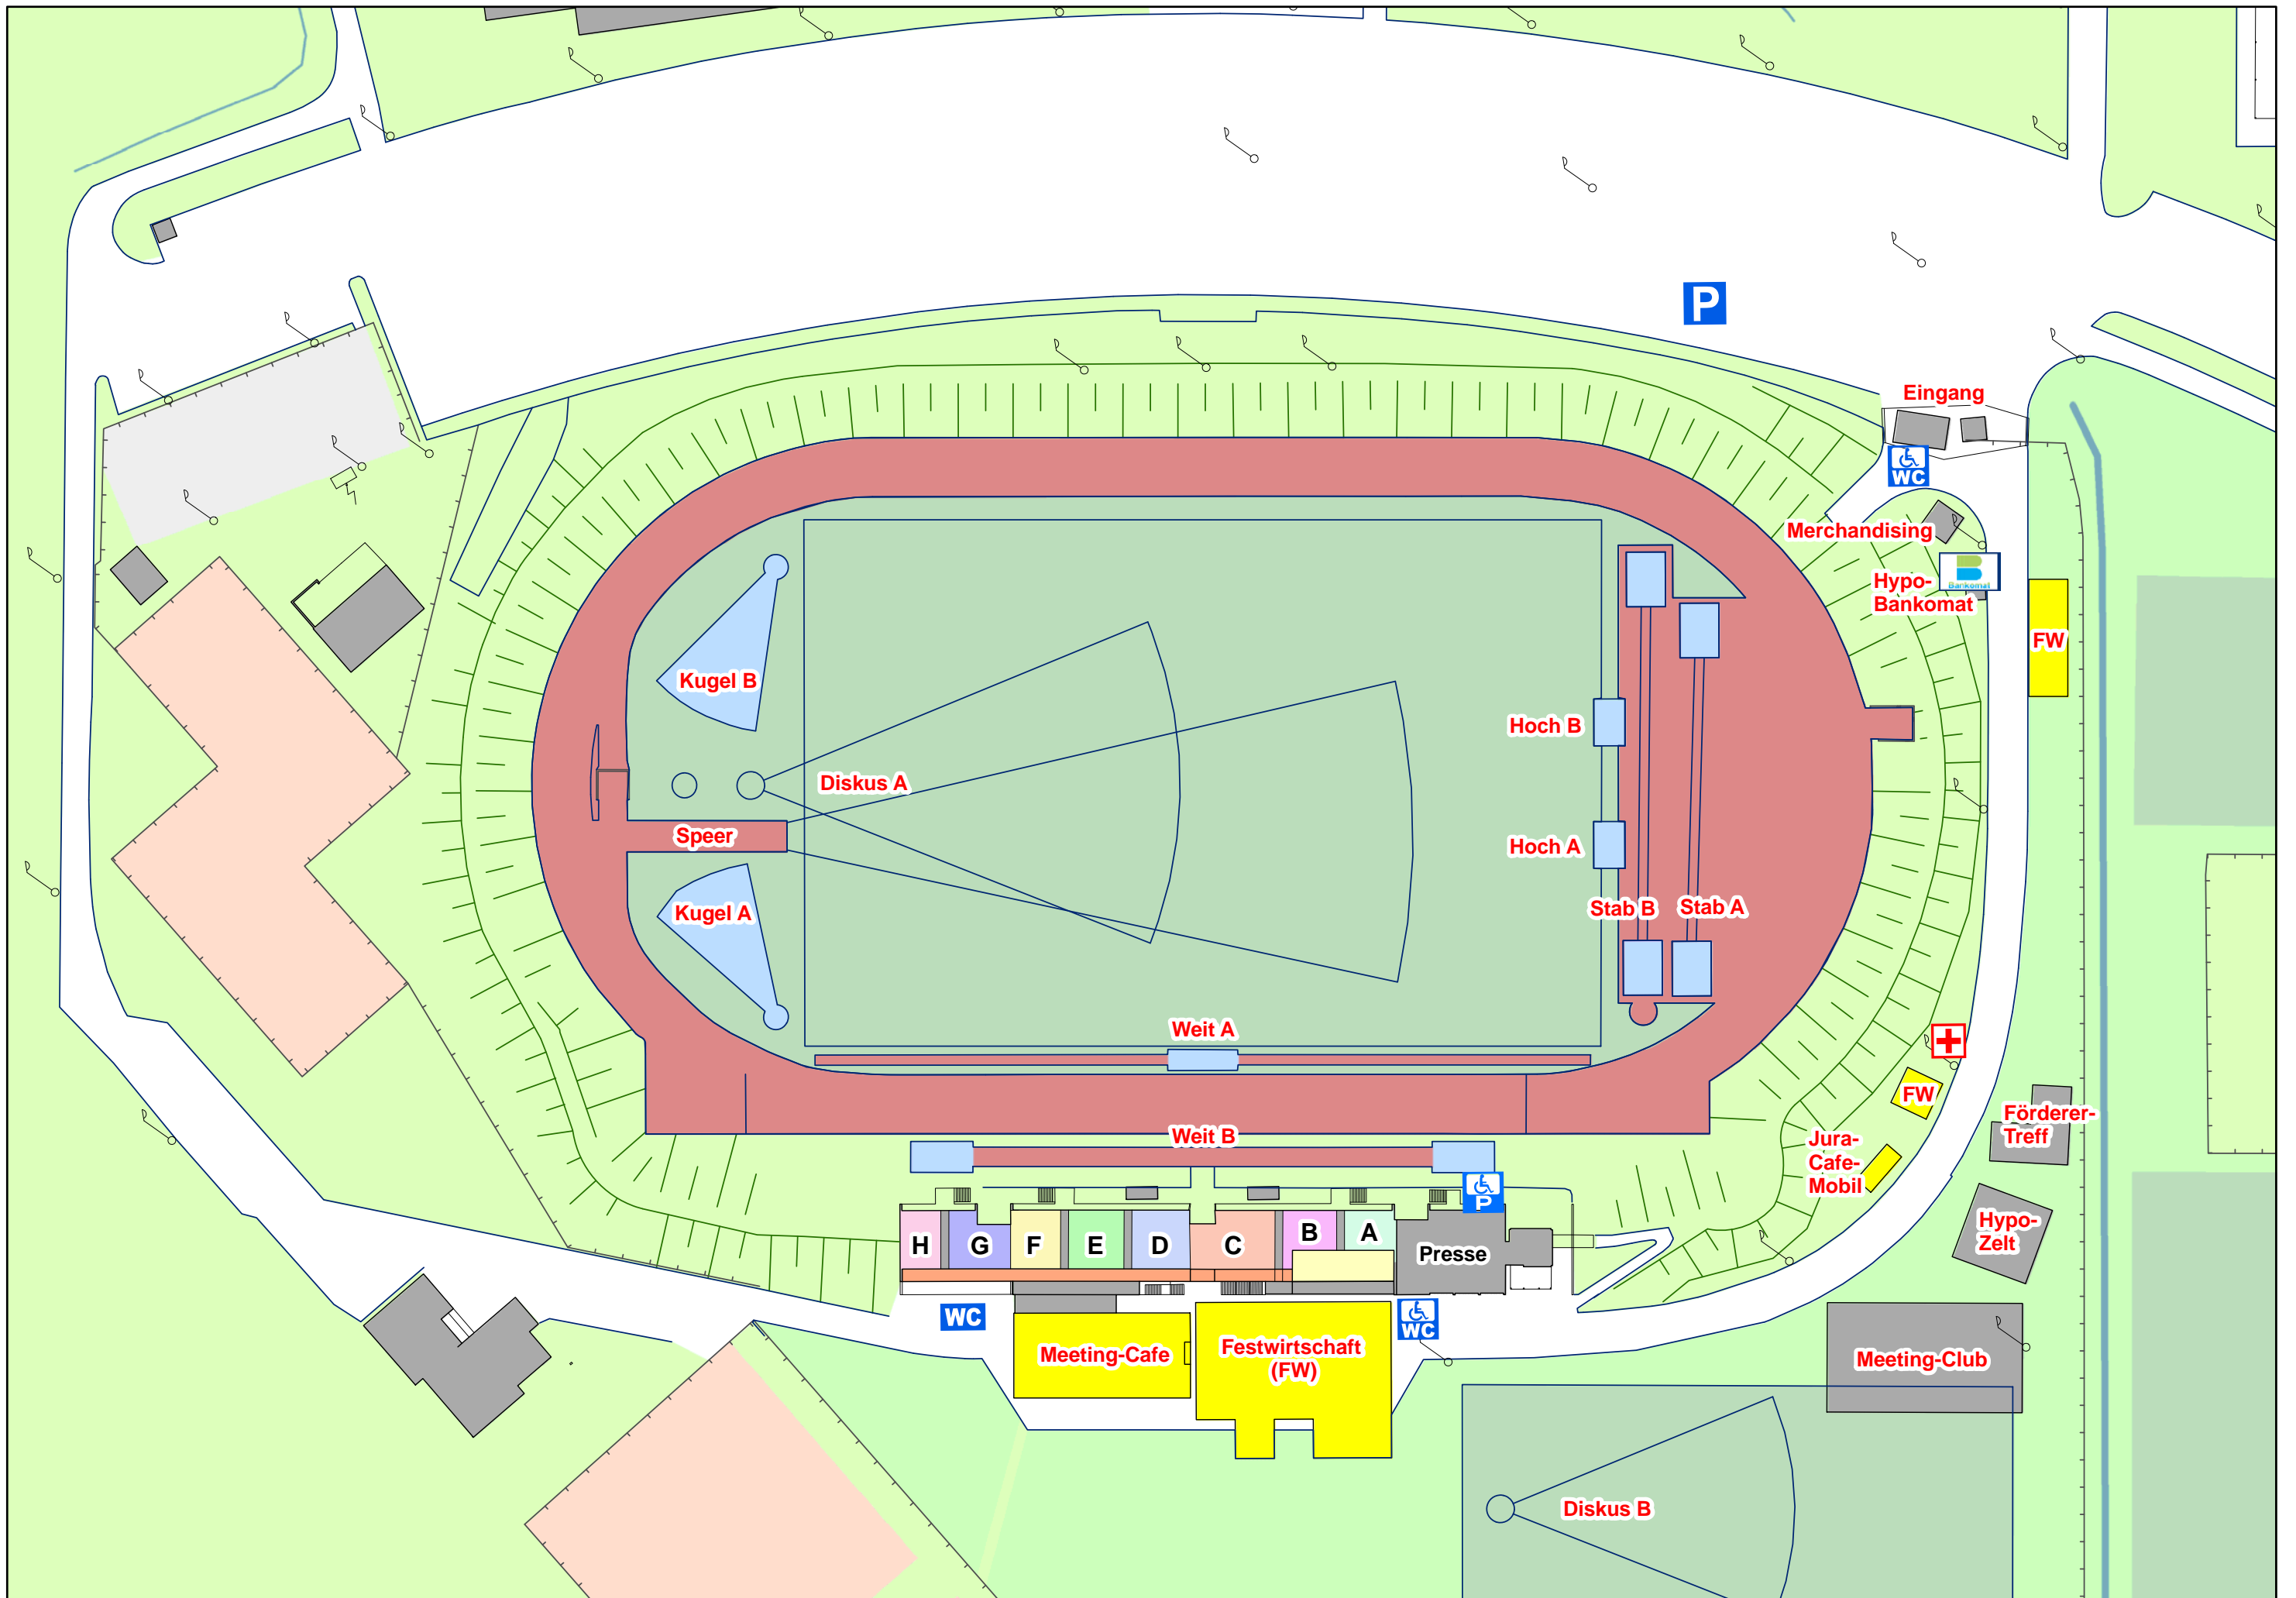 P
Eingang
WC
Merchandising
Bankomat
Hypo-
Bankomat
FW
Kugel B
Hoch B
Diskus A
Speer
Hoch A
Kugel A
Stab B
Stab A
Weit A
FW
Förderer-
Treff
Weit B
Jura-
Cafe-
Mobil
P
H
G
F
E
D
C
B
A
Presse
Hypo-
Zelt
WC
WC
Meeting-Cafe
Festwirtschaft
(FW)
Meeting-Club
Diskus B